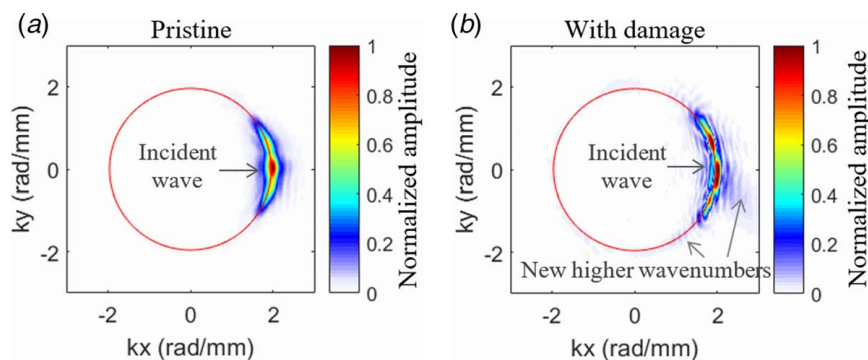 (a)
Pristine
2
0
-2
ky (rad/mm)
Incident
wave
-2
0
2
kx (rad/mm)
1
0.8
0.6
0.4
0.2
0
Normalized amplitude
(b)
With damage
2
0
-2
ky (rad/mm)
Incident
wave
New higher wavenumbers
-2
0
2
kx (rad/mm)
1
0.8
0.6
0.4
0.2
0
Normalized amplitude